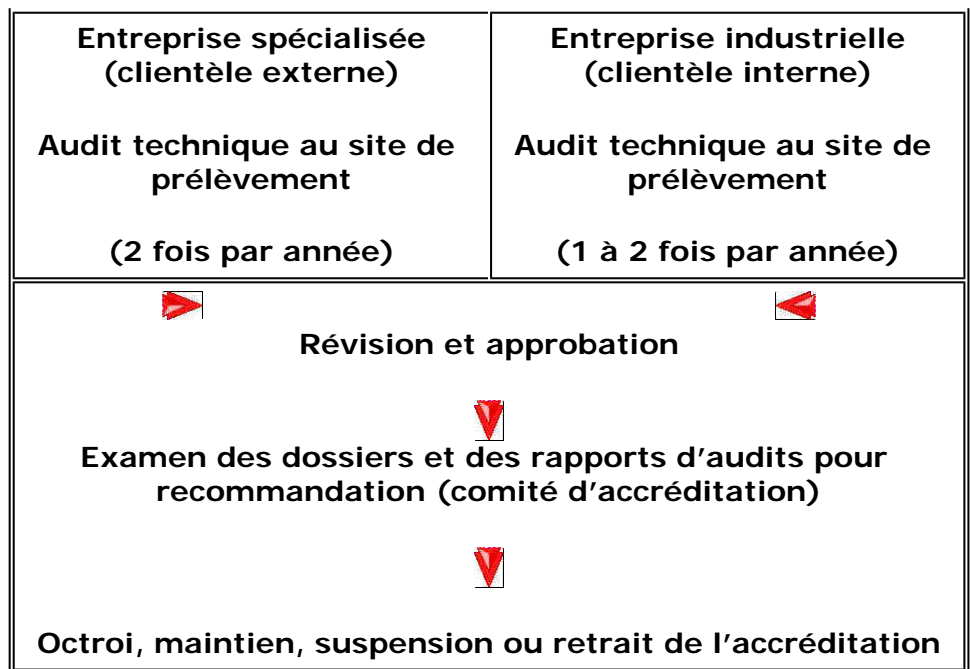 Entreprise spécialisée
(clientèle externe)
Audit technique au site de
prélèvement
(2 fois par année)
Entreprise industrielle
(clientèle interne)
Audit technique au site de
prélèvement
(1 à 2 fois par année)
Révision et approbation
Examen des dossiers et des rapports d’audits pour
recommandation (comité d’accréditation)
Octroi, maintien, suspension ou retrait de l’accréditation